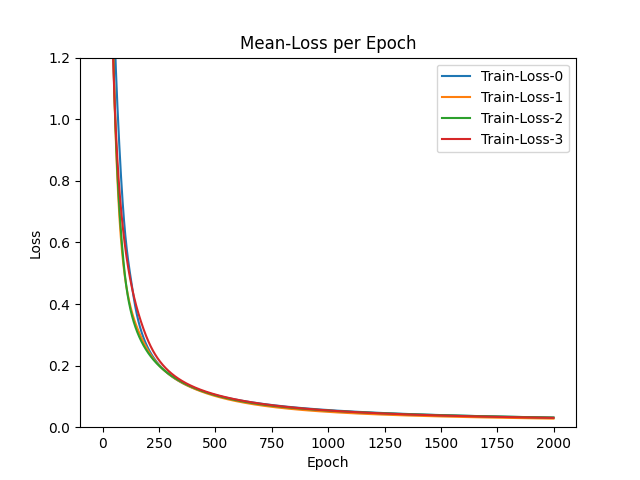 Mean-Loss per Epoch
1.2
1.0
0.8
0.6
0.4
0.2
0.0
Loss
Train-Loss-0
Train-Loss-1
Train-Loss-2
Train-Loss-3
0 250 500 750 1000 1250 1500 1750 2000
Epoch